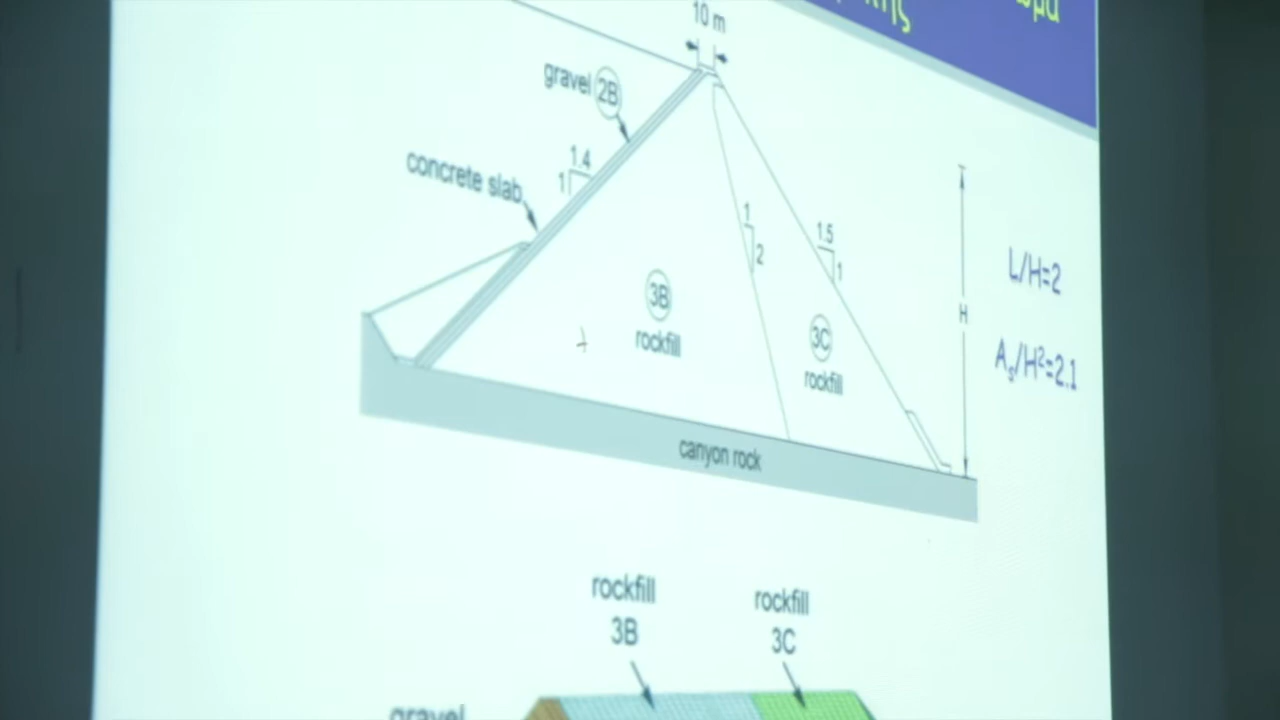 10 m
gravel 2B
concrete slab
1.4
1
1
2
1.5
1
3B
rockfill
3C
rockfill
H
L/H=2
Aₛ/H²=2.1
canyon rock
rockfill
3B
rockfill
3C
gravel